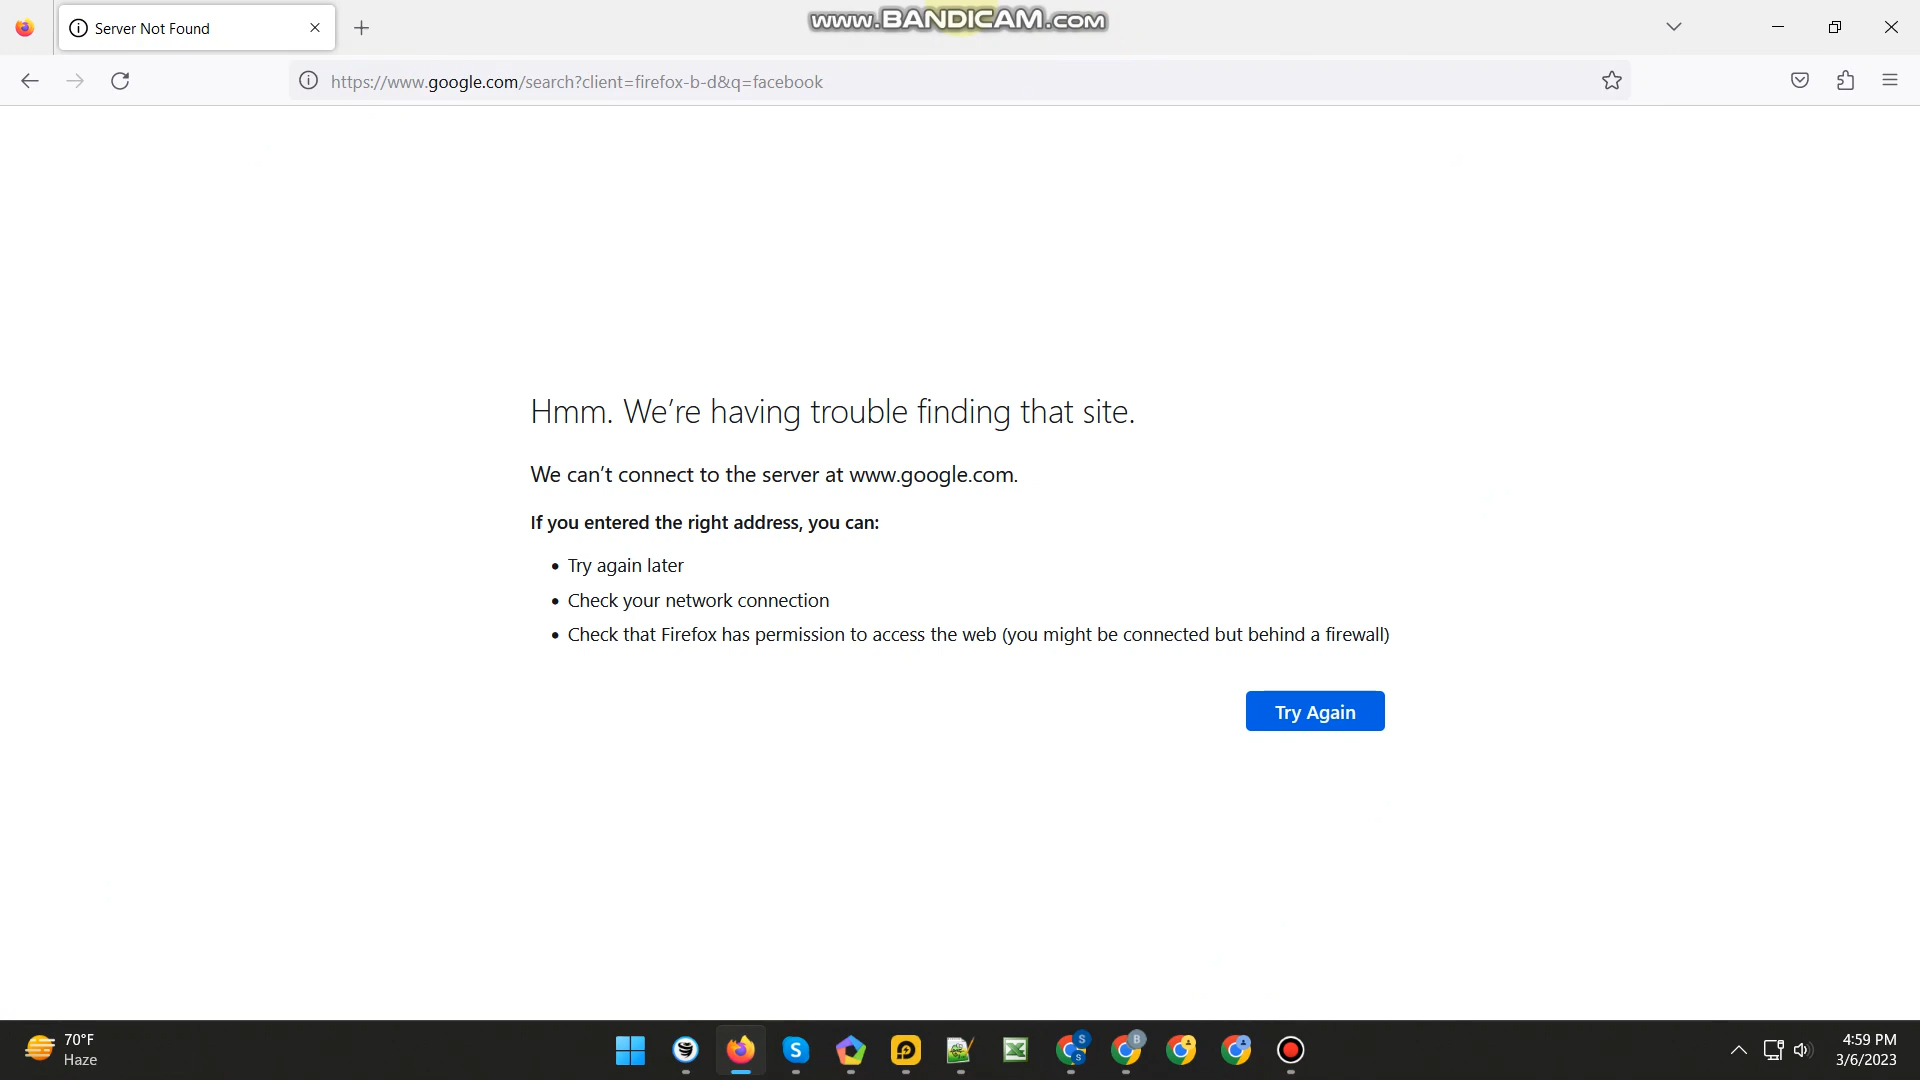 Server Not Found
www.BANDICAM.com
https://www.google.com/search?client=firefox-b-d&q=facebook
Hmm. We’re having trouble finding that site.
We can’t connect to the server at www.google.com.
If you entered the right address, you can:
• Try again later
• Check your network connection
• Check that Firefox has permission to access the web (you might be connected but behind a firewall)
Try Again
70°F
Haze
S
S
S
B
4:59 PM
3/6/2023